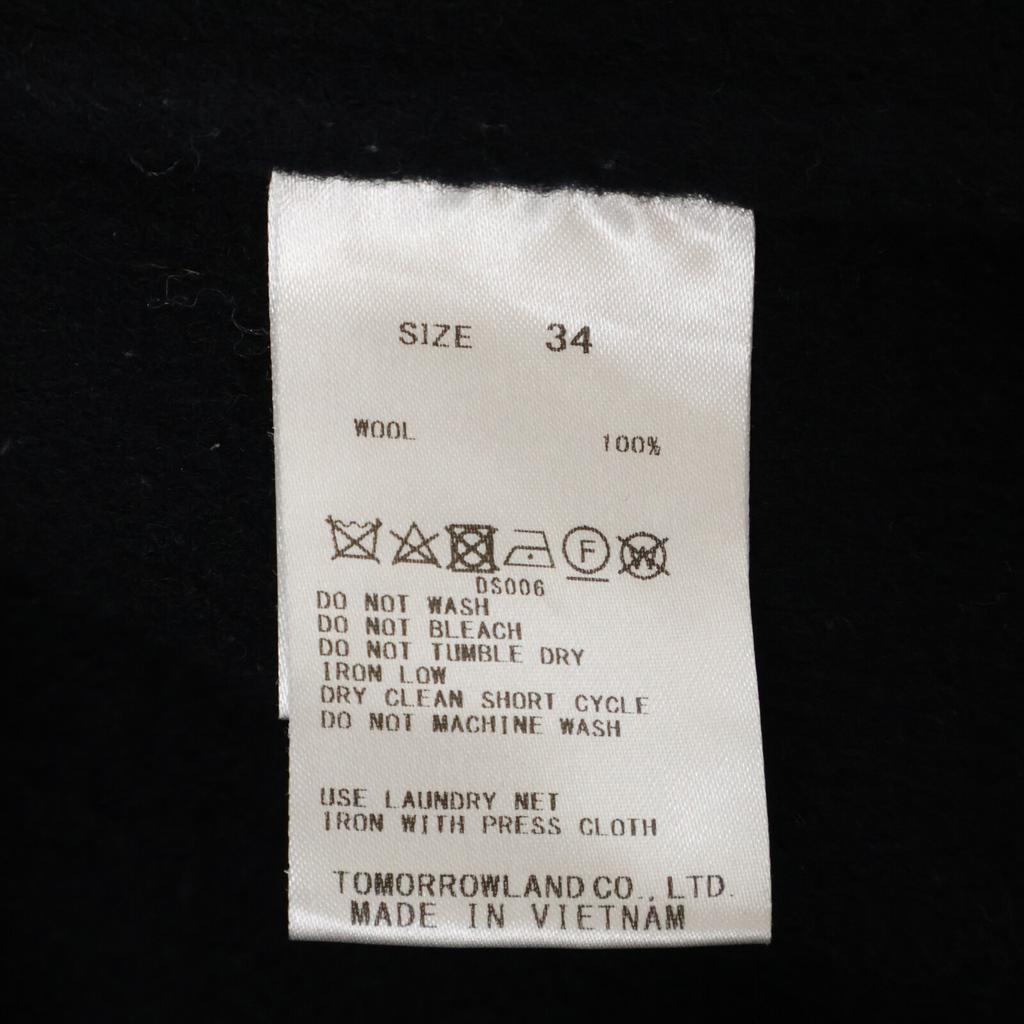 SIZE 34
WOOL 100%
F W
DS006
DO NOT WASH
DO NOT BLEACH
DO NOT TUMBLE DRY
IRON LOW
DRY CLEAN SHORT CYCLE
DO NOT MACHINE WASH
USE LAUNDRY NET
IRON WITH PRESS CLOTH
TOMORROWLAND CO., LTD.
MADE IN VIETNAM